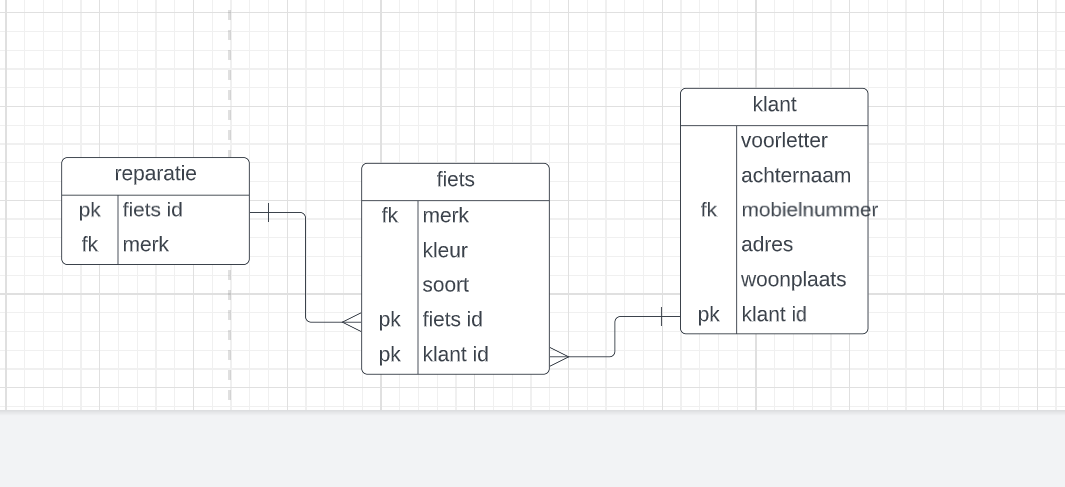 reparatie
pk fiets id
fk merk
fiets
fk merk
kleur
soort
pk fiets id
pk klant id
klant
voorletter
achternaam
fk mobielnummer
adres
woonplaats
pk klant id